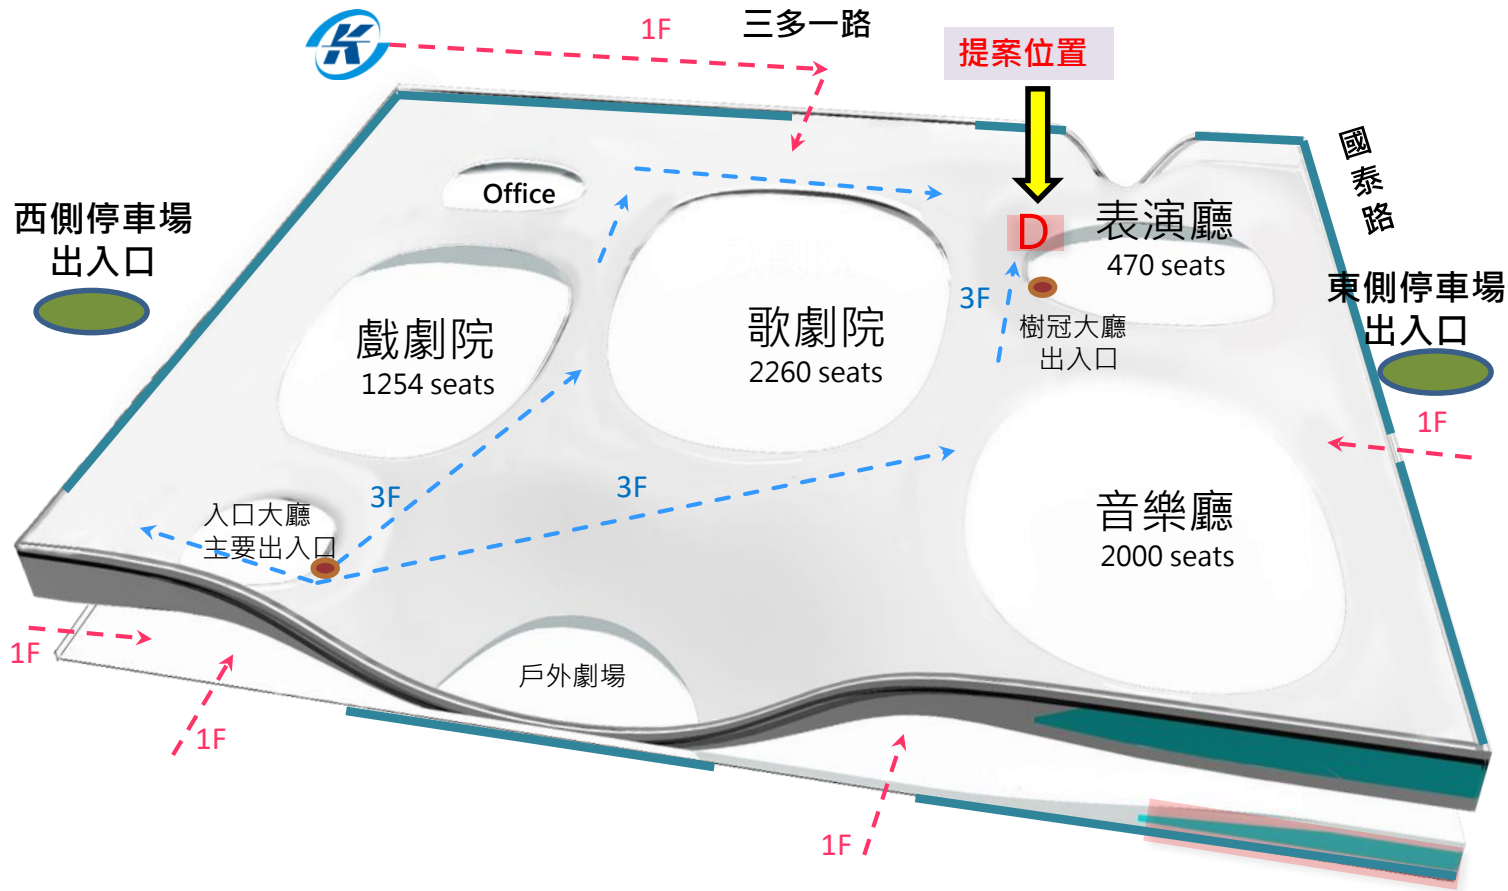 K
1F
三多一路
提案位置
國泰路
Office
西側停車場
出入口
D
表演廳
470 seats
3F
樹冠大廳
出入口
東側停車場
出入口
1F
戲劇院
1254 seats
歌劇院
歌劇院
2260 seats
3F
3F
音樂廳
2000 seats
入口大廳
主要出入口
1F
1F
戶外劇場
1F